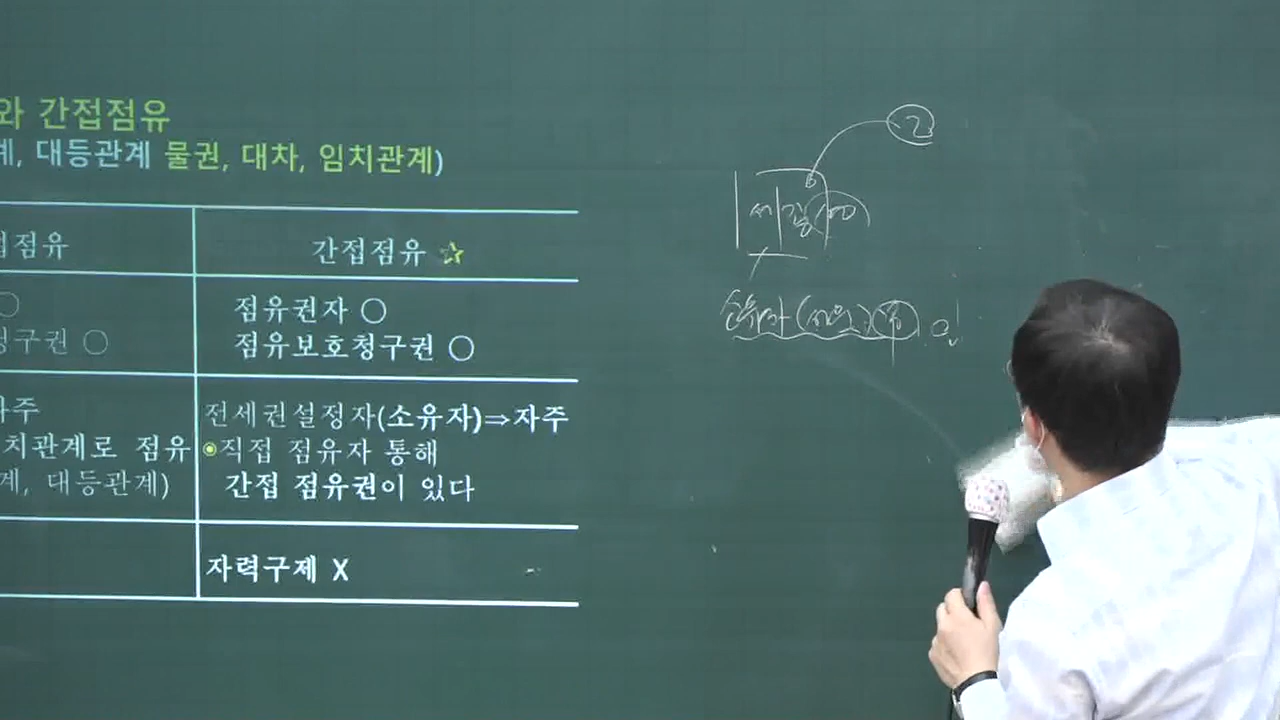 와 간접점유
계, 대등관계 물권, 대차, 임치관계)
점유
간접점유 ☆
○
점유권자 ○
청구권 ○
점유보호청구권 ○
자주
전세권설정자(소유자)⇒자주
치관계로 점유
◉직접 점유자 통해
계, 대등관계)
간접 점유권이 있다
자력구제 X
2